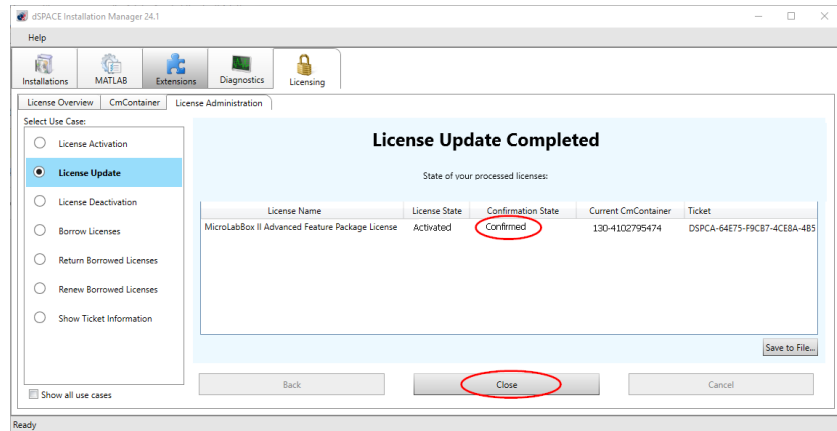 dSPACE Installation Manager 24.1
Help
Installations MATLAB Extensions Diagnostics Licensing
License Overview CmContainer License Administration
Select Use Case:
License Activation
License Update
License Deactivation
Borrow Licenses
Return Borrowed Licenses
Renew Borrowed Licenses
Show Ticket Information
Show all use cases
License Update Completed
State of your processed licenses:
License Name License State Confirmation State Current CmContainer Ticket
MicroLabBox II Advanced Feature Package License Activated Confirmed 130-4102795474 DSPCA-64E75-F9CB7-4CE8A-4B5
Save to File...
Back Close Cancel
Ready